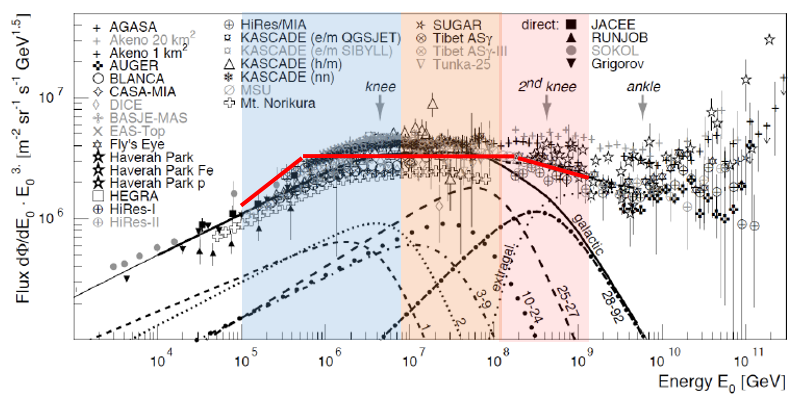 AGASA
Akeno 20 km²
Akeno 1 km²
AUGER
BLANCA
CASA-MIA
DICE
BASJE-MAS
EAS-Top
Fly's Eye
Haverah Park
Haverah Park Fe
Haverah Park p
HEGRA
HiRes-I
HiRes-II
HiRes/MIA
KASCADE (e/m QGSJET)
KASCADE (e/m SIBYLL)
KASCADE (h/m)
KASCADE (nn)
MSU
Mt. Norikura
SUGAR
Tibet ASγ
Tibet ASγ-III
Tunka-25
direct:
JACEE
RUNJOB
SOKOL
Grigorov
knee
2nd knee
ankle
Flux dΦ/dE₀ · E₀³· [m⁻² sr⁻¹ s⁻¹ GeV¹·⁵]
10⁷
10⁶
1
2
3-9
extragal.
10-24
25-27
galactic
28-92
10⁴ 10⁵ 10⁶ 10⁷ 10⁸ 10⁹ 10¹⁰ 10¹¹
Energy E₀ [GeV]